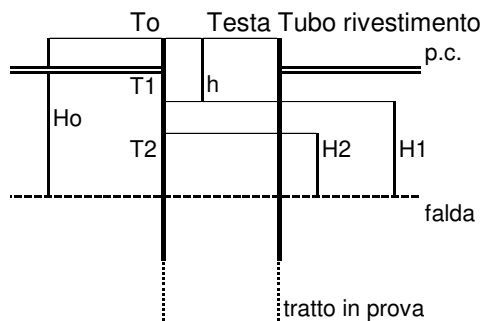 To Testa Tubo rivestimento
p.c.
T1 h
Ho
T2 H2 H1
falda
tratto in prova